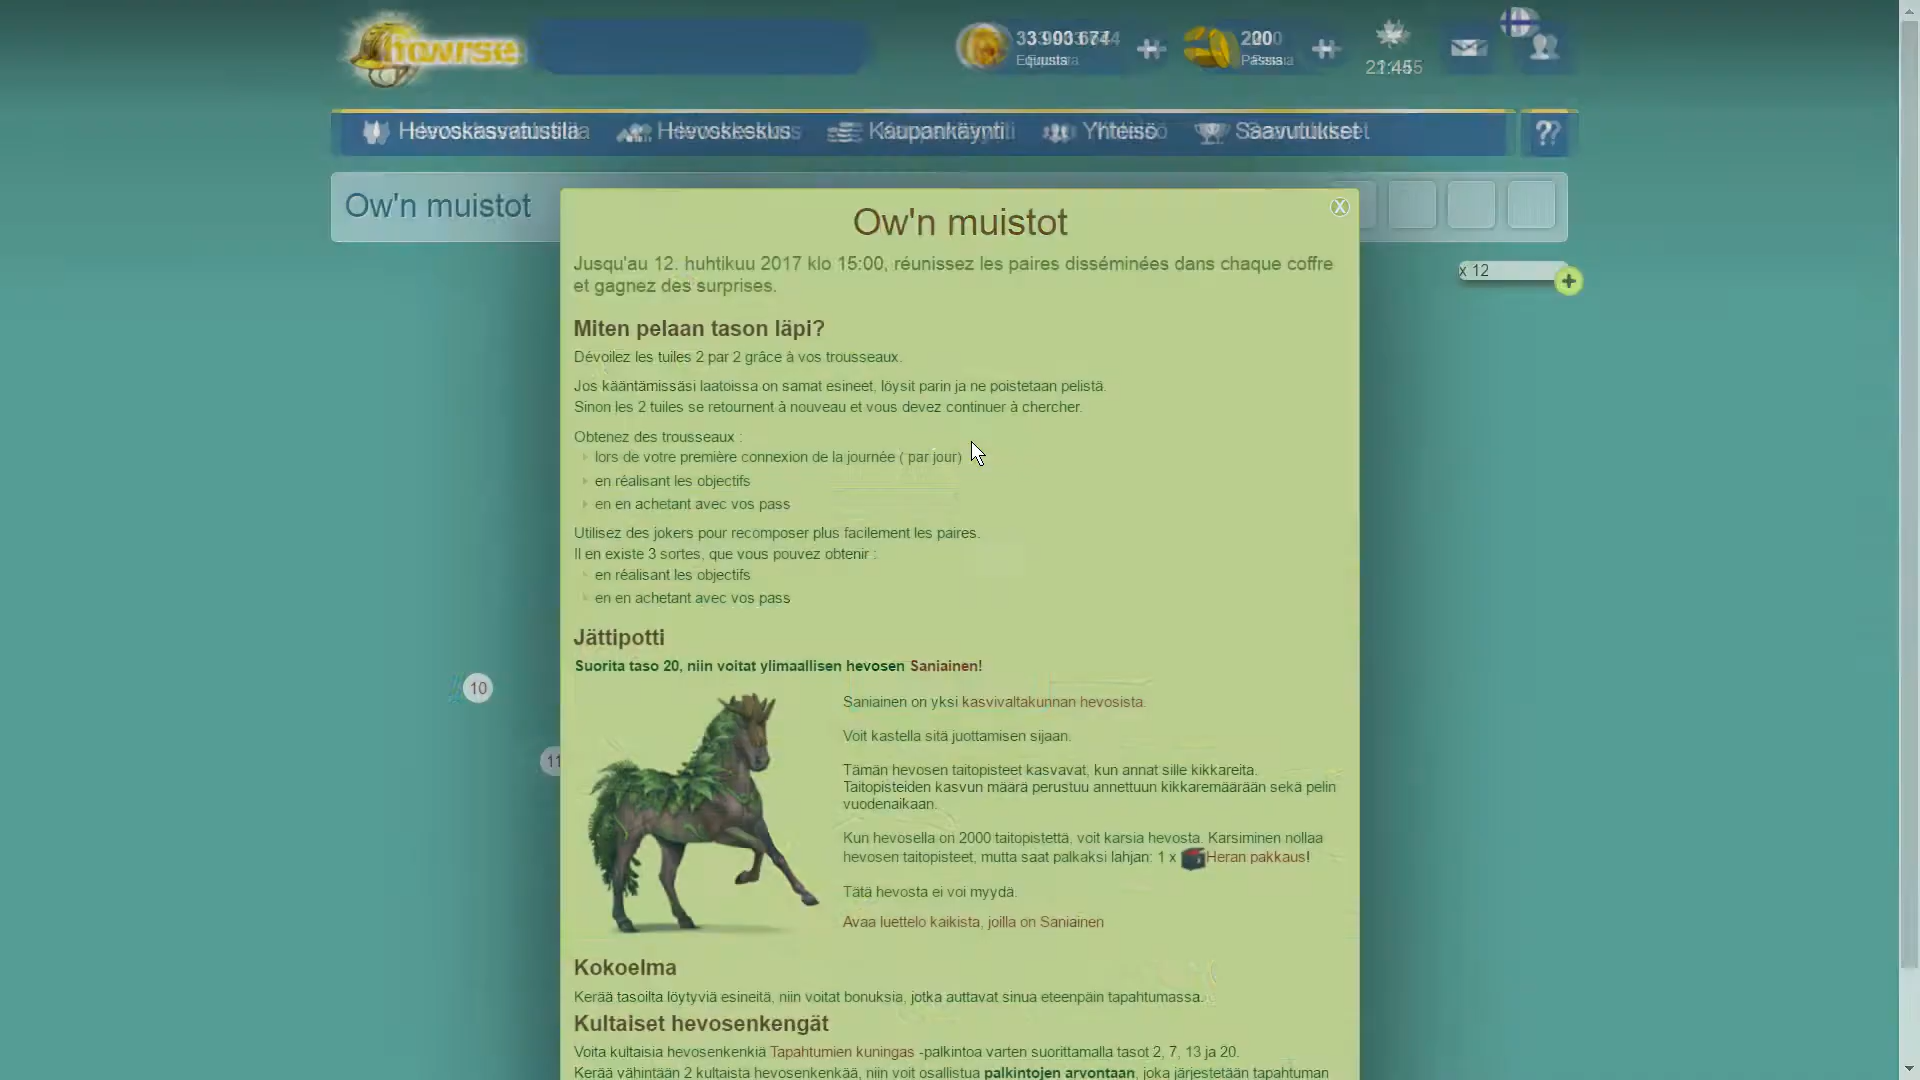 howrse
Equusta
Passia
Hevoskasvatustila
Hevoskeskus
Kaupankäynti
Yhteisö
Saavutukset
?
Ow'n muistot
x 12
10
11
Ow'n muistot
X
Jusqu'au 12. huhtikuu 2017 klo 15:00, réunissez les paires disséminées dans chaque coffre
et gagnez des surprises.
Miten pelaan tason läpi?
Dévoilez les tuiles 2 par 2 grâce à vos trousseaux.
Jos kääntämissäsi laatoissa on samat esineet, löysit parin ja ne poistetaan pelistä.
Sinon les 2 tuiles se retournent à nouveau et vous devez continuer à chercher.
Obtenez des trousseaux :
lors de votre première connexion de la journée ( par jour)
en réalisant les objectifs
en en achetant avec vos pass
Utilisez des jokers pour recomposer plus facilement les paires.
Il en existe 3 sortes, que vous pouvez obtenir :
en réalisant les objectifs
en en achetant avec vos pass
Jättipotti
Suorita taso 20, niin voitat ylimaallisen hevosen Saniainen!
Saniainen on yksi kasvivaltakunnan hevosista.
Voit kastella sitä juottamisen sijaan.
Tämän hevosen taitopisteet kasvavat, kun annat sille kikkareita.
Taitopisteiden kasvun määrä perustuu annettuun kikkaremäärään sekä pelin
vuodenaikaan.
Kun hevosella on 2000 taitopistettä, voit karsia hevosta. Karsiminen nollaa
hevosen taitopisteet, mutta saat palkaksi lahjan: 1 x Heran pakkaus!
Tätä hevosta ei voi myydä.
Avaa luettelo kaikista, joilla on Saniainen
Kokoelma
Kerää tasoilta löytyviä esineitä, niin voitat bonuksia, jotka auttavat sinua eteenpäin tapahtumassa.
Kultaiset hevosenkengät
Voita kultaisia hevosenkenkiä Tapahtumien kuningas -palkintoa varten suorittamalla tasot 2, 7, 13 ja 20.
Kerää vähintään 2 kultaista hevosenkenkää, niin voit osallistua palkintojen arvontaan, joka järjestetään tapahtuman